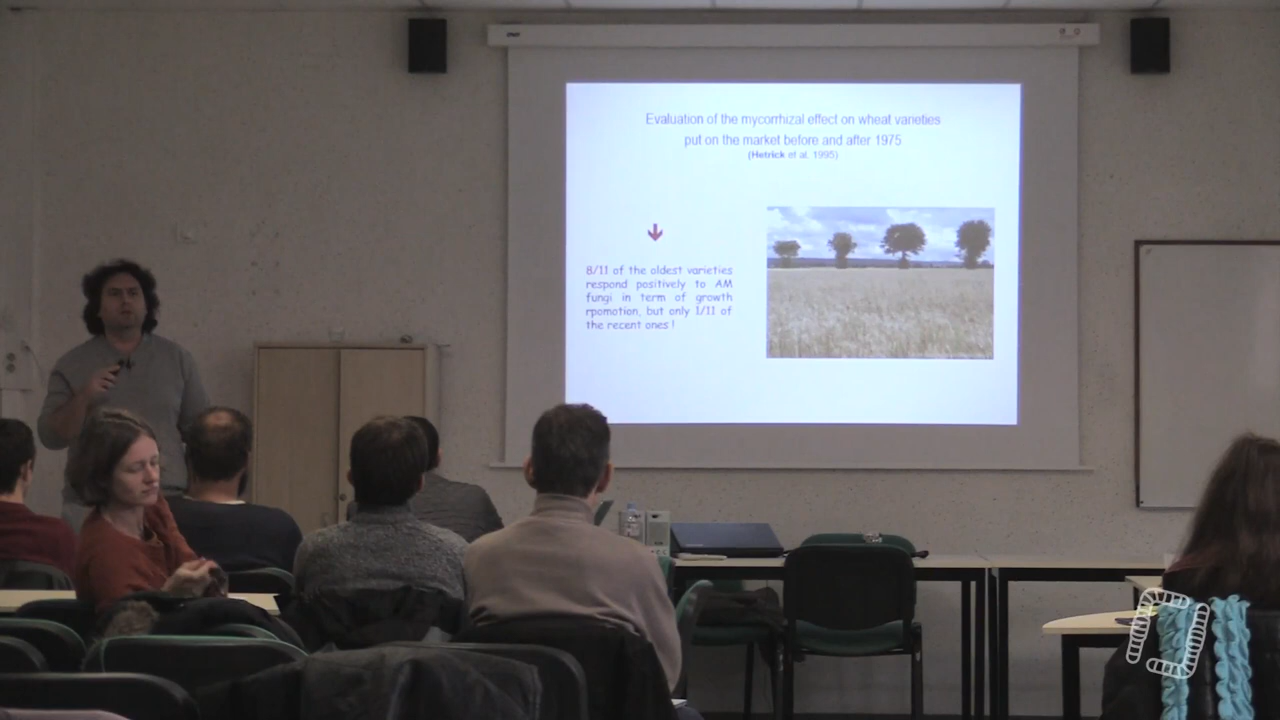 Evaluation of the mycorrhizal effect on wheat varieties
put on the market before and after 1975
(Hetrick et al. 1995)
8/11 of the oldest varieties
respond positively to AM
fungi in term of growth
rpomotion, but only 1/11 of
the recent ones !